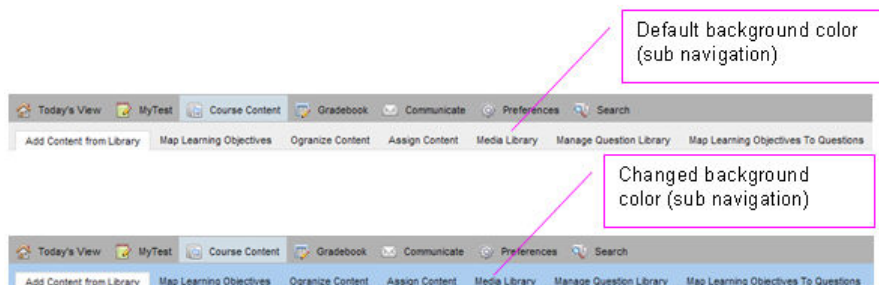 Default background color
(sub navigation)
Today's View MyTest Course Content Gradebook Communicate Preferences Search
Add Content from Library Map Learning Objectives Ogranize Content Assign Content Media Library Manage Question Library Map Learning Objectives To Questions
Changed background
color (sub navigation)
Today's View MyTest Course Content Gradebook Communicate Preferences Search
Add Content from Library Map Learning Objectives Ogranize Content Assign Content Media Library Manage Question Library Map Learning Objectives To Questions